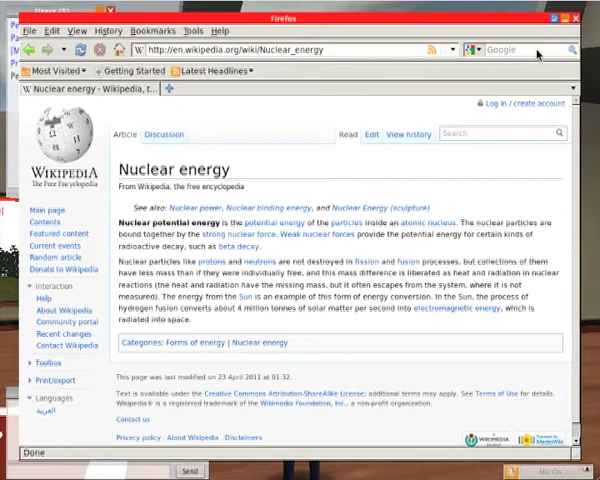 Users (5)
Firefox
File Edit View History Bookmarks Tools Help
http://en.wikipedia.org/wiki/Nuclear_energy
Google
Most Visited Getting Started Latest Headlines
Nuclear energy - Wikipedia, t...
Log in / create account
Article Discussion Read Edit View history Search
WIKIPEDIA
The Free Encyclopedia
Nuclear energy
From Wikipedia, the free encyclopedia
See also: Nuclear power, Nuclear binding energy, and Nuclear Energy (sculpture)
Nuclear potential energy is the potential energy of the particles inside an atomic nucleus. The nuclear particles are
bound together by the strong nuclear force. Weak nuclear forces provide the potential energy for certain kinds of
radioactive decay, such as beta decay.
Nuclear particles like protons and neutrons are not destroyed in fission and fusion processes, but collections of them
have less mass than if they were individually free, and this mass difference is liberated as heat and radiation in nuclear
reactions (the heat and radiation have the missing mass, but it often escapes from the system, where it is not
measured). The energy from the Sun is an example of this form of energy conversion. In the Sun, the process of
hydrogen fusion converts about 4 million tonnes of solar matter per second into electromagnetic energy, which is
radiated into space.
Categories: Forms of energy | Nuclear energy
Main page
Contents
Featured content
Current events
Random article
Donate to Wikipedia
Interaction
Help
About Wikipedia
Community portal
Recent changes
Contact Wikipedia
Toolbox
Print/export
Languages
العربية
This page was last modified on 23 April 2011 at 01:32.
Text is available under the Creative Commons Attribution-ShareAlike License; additional terms may apply. See Terms of Use for details.
Wikipedia® is a registered trademark of the Wikimedia Foundation, Inc., a non-profit organization.
Contact us
Privacy policy About Wikipedia Disclaimers
WIKIMEDIA
project
Powered By
MediaWiki
Done
Send
Mic On